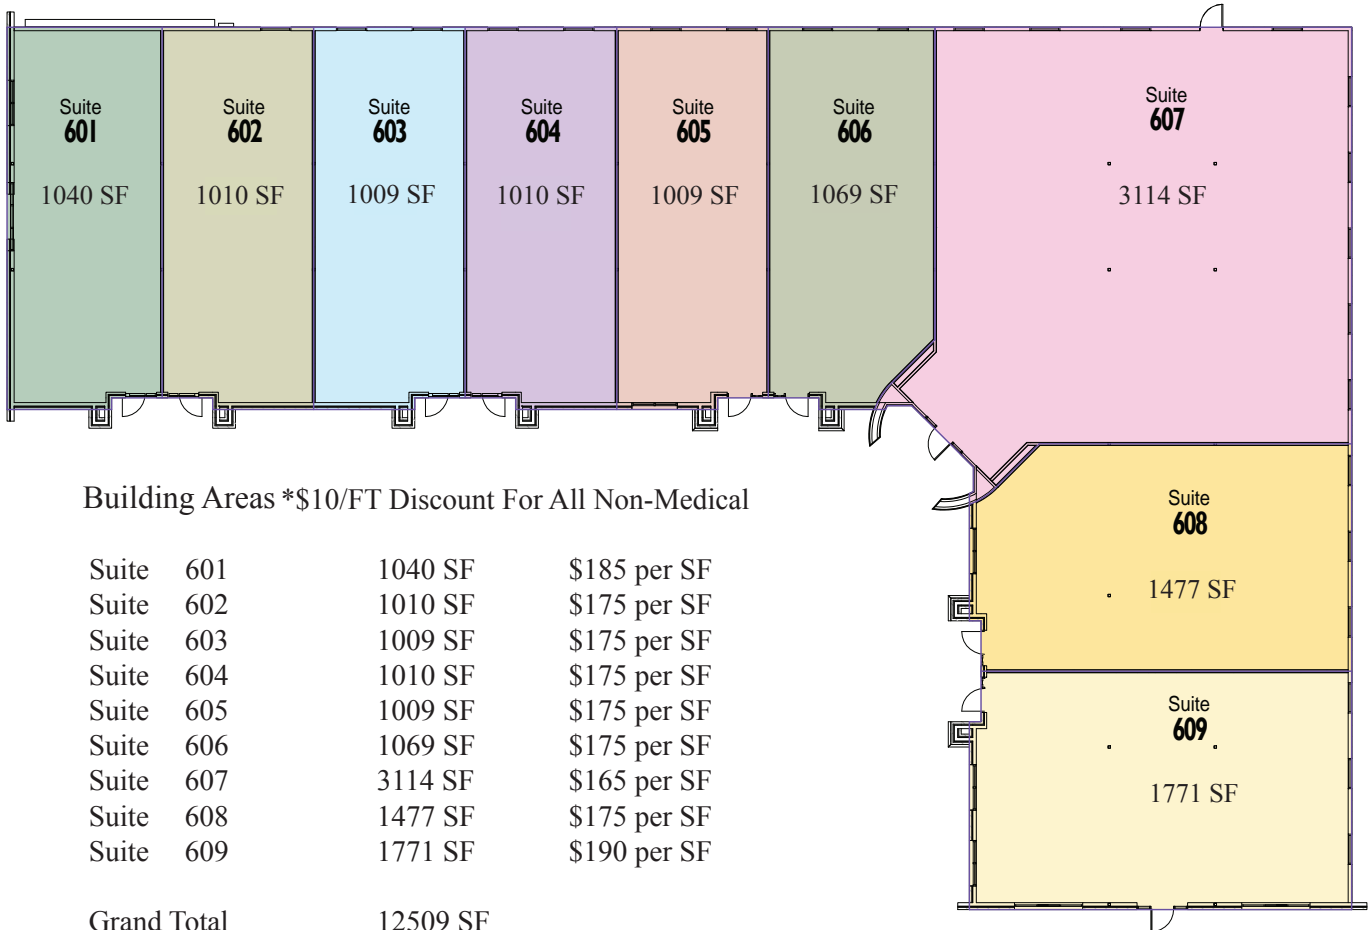 Suite
601
1040 SF
Suite
602
1010 SF
Suite
603
1009 SF
Suite
604
1010 SF
Suite
605
1009 SF
Suite
606
1069 SF
Suite
607
3114 SF
Suite
608
1477 SF
Suite
609
1771 SF
Building Areas *$10/FT Discount For All Non-Medical
Suite 601 1040 SF $185 per SF
Suite 602 1010 SF $175 per SF
Suite 603 1009 SF $175 per SF
Suite 604 1010 SF $175 per SF
Suite 605 1009 SF $175 per SF
Suite 606 1069 SF $175 per SF
Suite 607 3114 SF $165 per SF
Suite 608 1477 SF $175 per SF
Suite 609 1771 SF $190 per SF
Grand Total 12509 SF